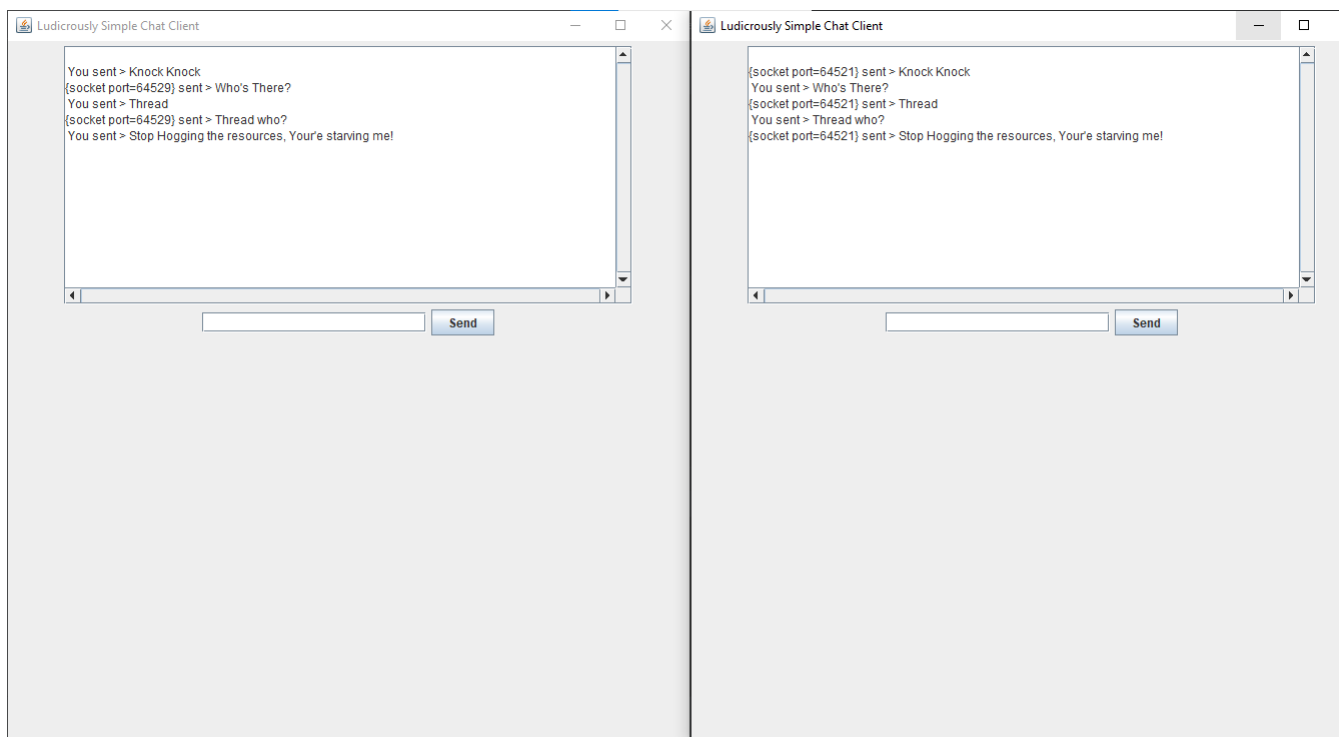 Ludicrously Simple Chat Client
You sent > Knock Knock
{socket port=64529} sent > Who's There?
You sent > Thread
{socket port=64529} sent > Thread who?
You sent > Stop Hogging the resources, Your'e starving me!
Send
Ludicrously Simple Chat Client
{socket port=64521} sent > Knock Knock
You sent > Who's There?
{socket port=64521} sent > Thread
You sent > Thread who?
{socket port=64521} sent > Stop Hogging the resources, Your'e starving me!
Send